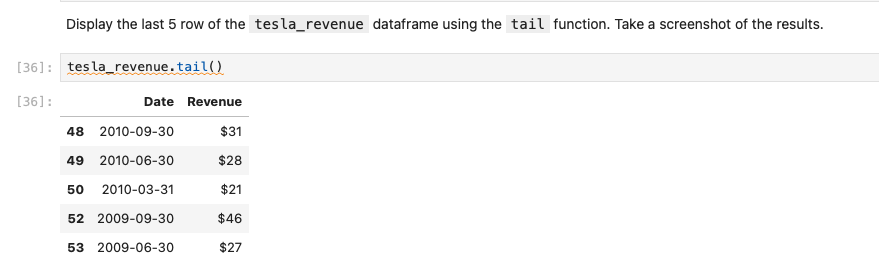 Display the last 5 row of the tesla_revenue dataframe using the tail function. Take a screenshot of the results.
[36]: tesla_revenue.tail()
[36]:
Date Revenue
48 2010-09-30 $31
49 2010-06-30 $28
50 2010-03-31 $21
52 2009-09-30 $46
53 2009-06-30 $27